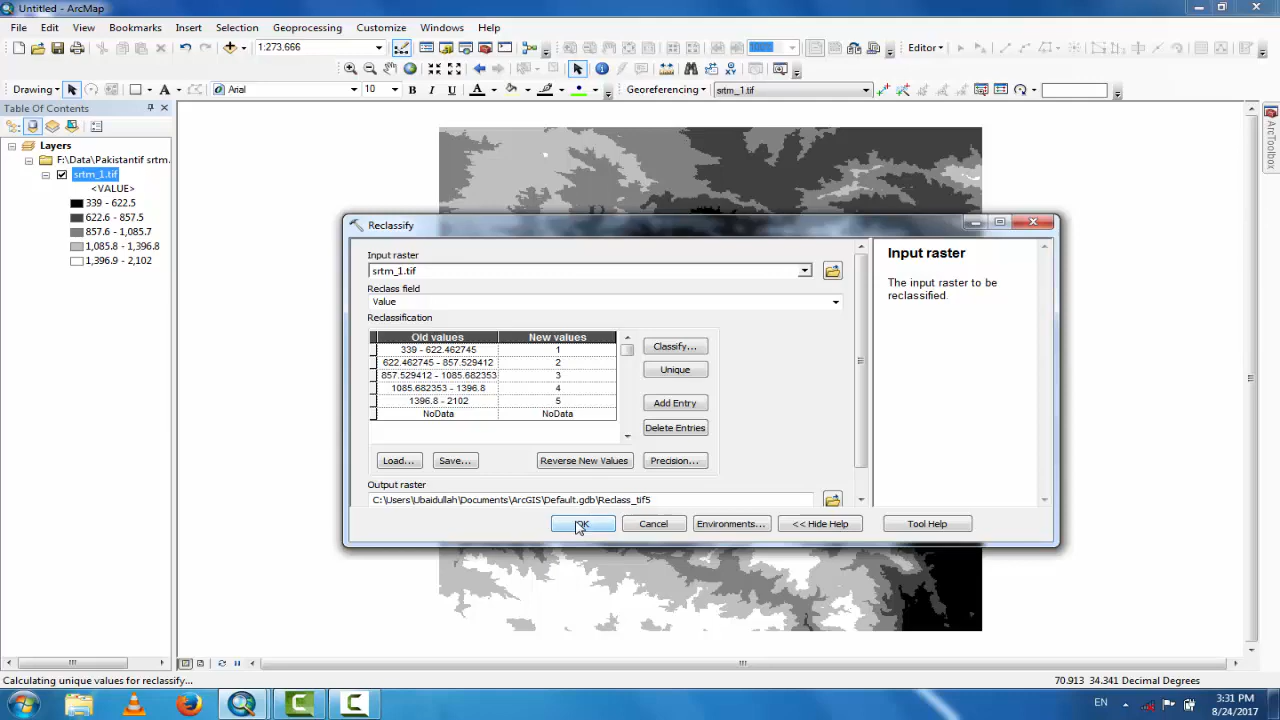 Untitled - ArcMap
File Edit View Bookmarks Insert Selection Geoprocessing Customize Windows Help
1:273,666 100% Editor
Drawing A Arial 10 B I U A Georeferencing srtm_1.tif
Table Of Contents
Layers
F:\Data\Pakistantif srtm.
srtm_1.tif
<VALUE>
339 - 622.5
622.6 - 857.5
857.6 - 1,085.7
1,085.8 - 1,396.8
1,396.9 - 2,102
ArcToolbox
Reclassify
Input raster
srtm_1.tif
Reclass field
Value
Reclassification
Old values New values
339 - 622.462745 1
622.462745 - 857.529412 2
857.529412 - 1085.682353 3
1085.682353 - 1396.8 4
1396.8 - 2102 5
NoData NoData
Classify...
Unique
Add Entry
Delete Entries
Load... Save... Reverse New Values Precision...
Output raster
C:\Users\Ubaidullah\Documents\ArcGIS\Default.gdb\Reclass_tif5
OK Cancel Environments... << Hide Help Tool Help
Input raster
The input raster to be
reclassified.
Calculating unique values for reclassify...
70.913 34.341 Decimal Degrees
EN
3:31 PM
8/24/2017